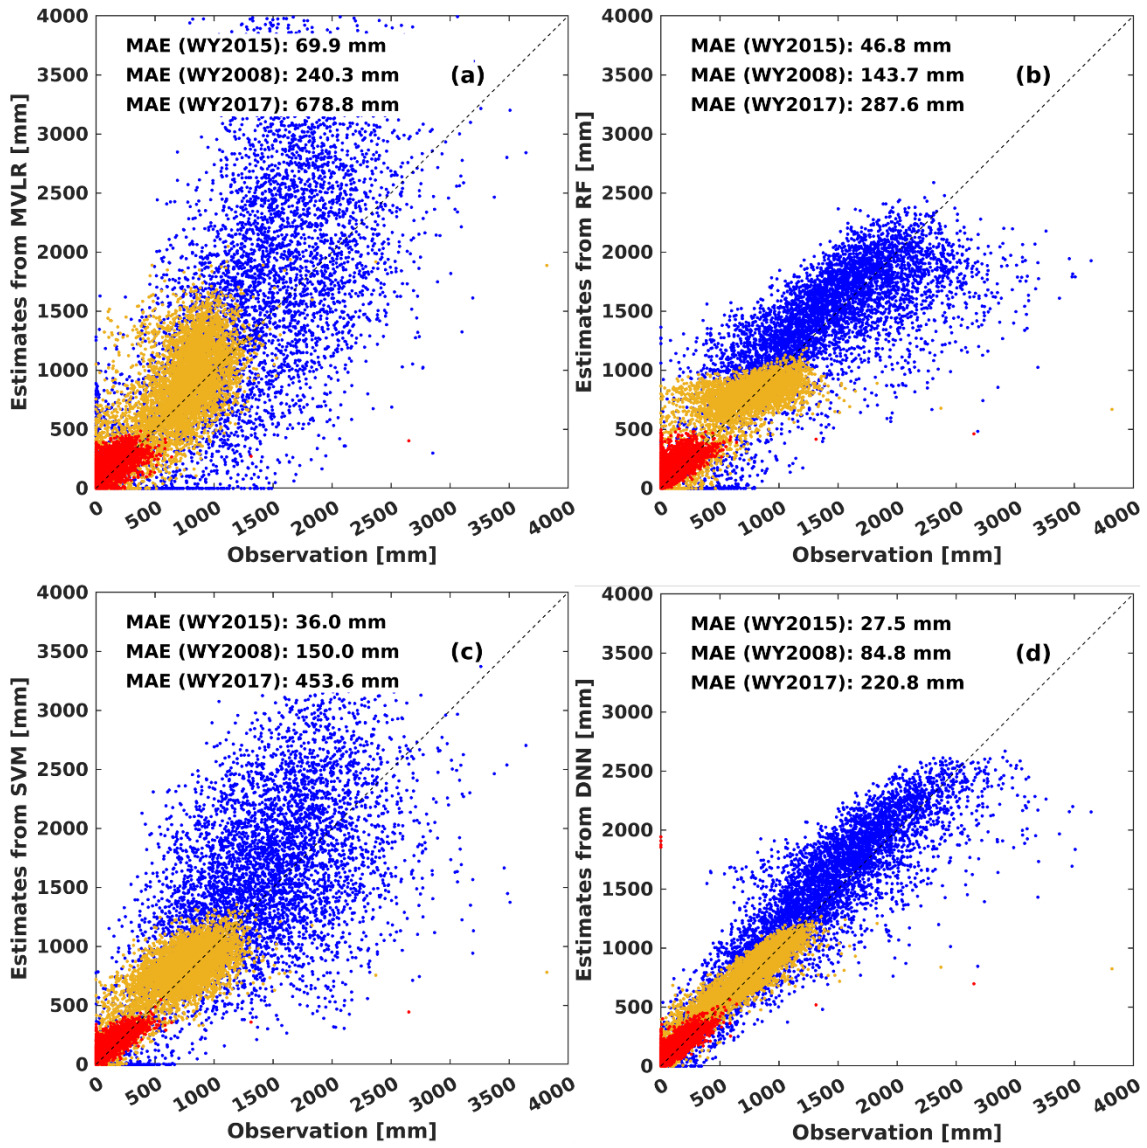 MAE (WY2015): 69.9 mm
MAE (WY2008): 240.3 mm
MAE (WY2017): 678.8 mm
(a)
4000
3500
3000
2500
2000
1500
1000
500
0
Estimates from MVLR [mm]
0 500 1000 1500 2000 2500 3000 3500 4000
Observation [mm]
MAE (WY2015): 46.8 mm
MAE (WY2008): 143.7 mm
MAE (WY2017): 287.6 mm
(b)
4000
3500
3000
2500
2000
1500
1000
500
0
Estimates from RF [mm]
0 500 1000 1500 2000 2500 3000 3500 4000
Observation [mm]
MAE (WY2015): 36.0 mm
MAE (WY2008): 150.0 mm
MAE (WY2017): 453.6 mm
(c)
4000
3500
3000
2500
2000
1500
1000
500
0
Estimates from SVM [mm]
0 500 1000 1500 2000 2500 3000 3500 4000
Observation [mm]
MAE (WY2015): 27.5 mm
MAE (WY2008): 84.8 mm
MAE (WY2017): 220.8 mm
(d)
4000
3500
3000
2500
2000
1500
1000
500
0
Estimates from DNN [mm]
0 500 1000 1500 2000 2500 3000 3500 4000
Observation [mm]